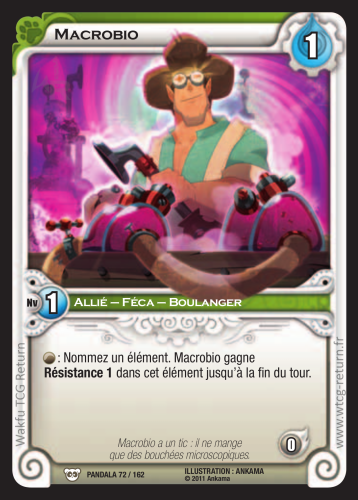 MACROBIO
1
Nv 1
ALLIÉ – FÉCA – BOULANGER
: Nommez un élément. Macrobio gagne
Résistance 1 dans cet élément jusqu'à la fin du tour.
Macrobio a un tic : il ne mange
que des bouchées microscopiques.
0
PANDALA 72 / 162
ILLUSTRATION : ANKAMA
© 2011 Ankama
Wakfu TCG Return
www.wtcg-return.fr